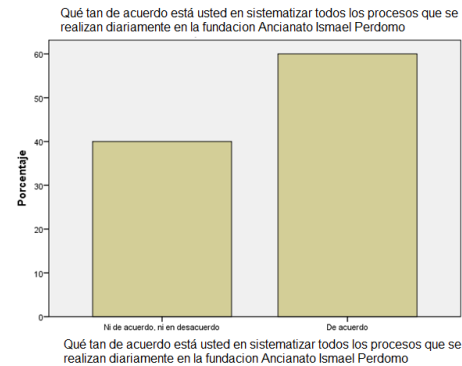 Qué tan de acuerdo está usted en sistematizar todos los procesos que se
realizan diariamente en la fundacion Ancianato Ismael Perdomo
Porcentaje
60
50
40
30
20
10
0
Ni de acuerdo, ni en desacuerdo
De acuerdo
Qué tan de acuerdo está usted en sistematizar todos los procesos que se
realizan diariamente en la fundacion Ancianato Ismael Perdomo